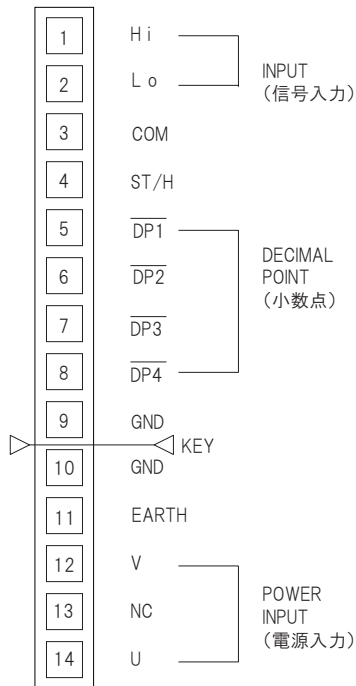 1 Hi
2 Lo
INPUT
(信号入力)
3 COM
4 ST/H
5 DP1
6 DP2
7 DP3
8 DP4
DECIMAL
POINT
(小数点)
9 GND
KEY
10 GND
11 EARTH
12 V
13 NC
14 U
POWER
INPUT
(電源入力)